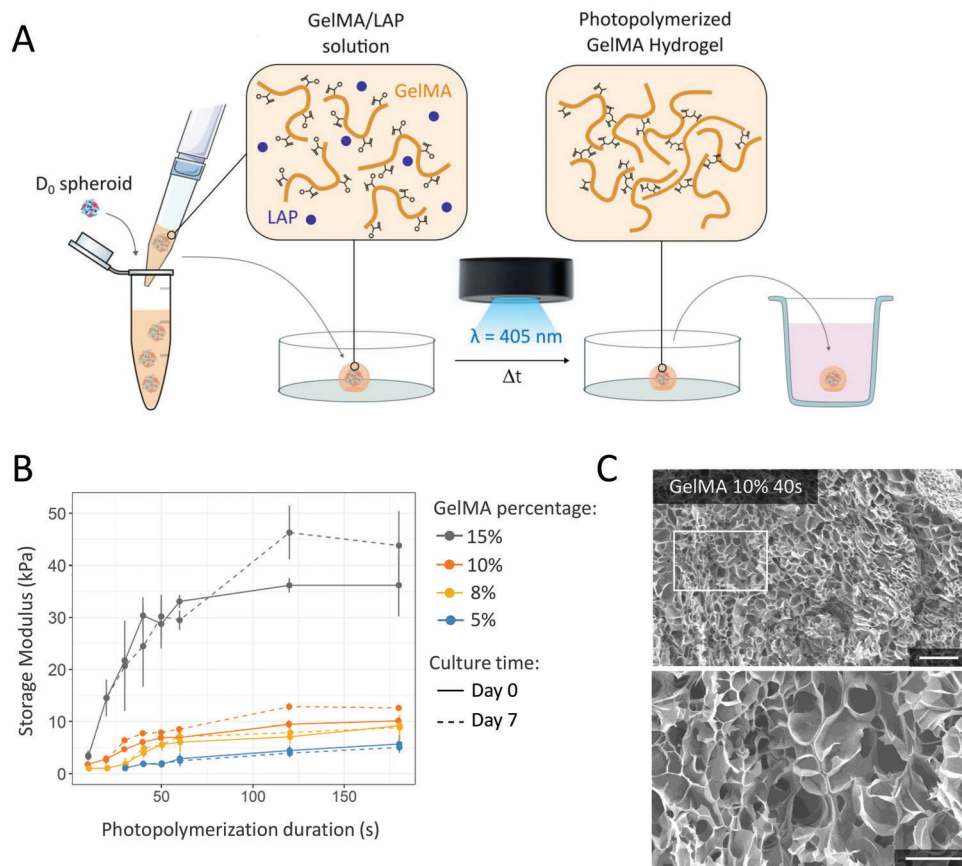 A
GelMA/LAP
solution
Photopolymerized
GelMA Hydrogel
GelMA
LAP
D₀ spheroid
λ = 405 nm
Δt
B
Storage Modulus (kPa)
50
40
30
20
10
0
50
100
150
Photopolymerization duration (s)
GelMA percentage:
15%
10%
8%
5%
Culture time:
Day 0
Day 7
C
GelMA 10% 40s